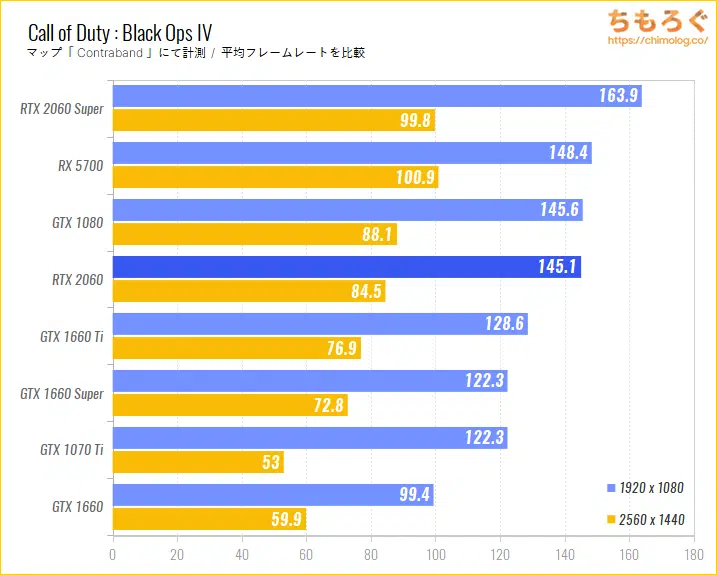 Call of Duty : Black Ops IV
マップ「 Contraband 」にて計測 / 平均フレームレートを比較
ちもろぐ
https://chimolog.co/
RTX 2060 Super
163.9
99.8
RX 5700
148.4
100.9
GTX 1080
145.6
88.1
RTX 2060
145.1
84.5
GTX 1660 Ti
128.6
76.9
GTX 1660 Super
122.3
72.8
GTX 1070 Ti
122.3
53
GTX 1660
99.4
59.9
1920 x 1080
2560 x 1440
0 20 40 60 80 100 120 140 160 180